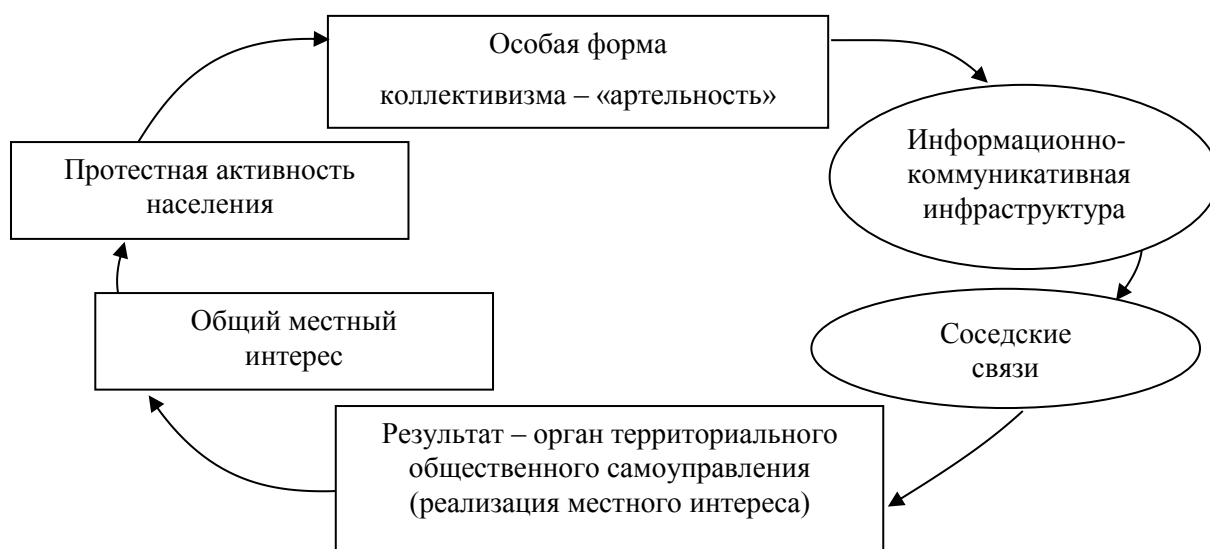 Особая форма
коллективизма – «артельность»
Информационно-
коммуникативная
инфраструктура
Протестная активность
населения
Общий местный
интерес
Соседские
связи
Результат – орган территориального
общественного самоуправления
(реализация местного интереса)